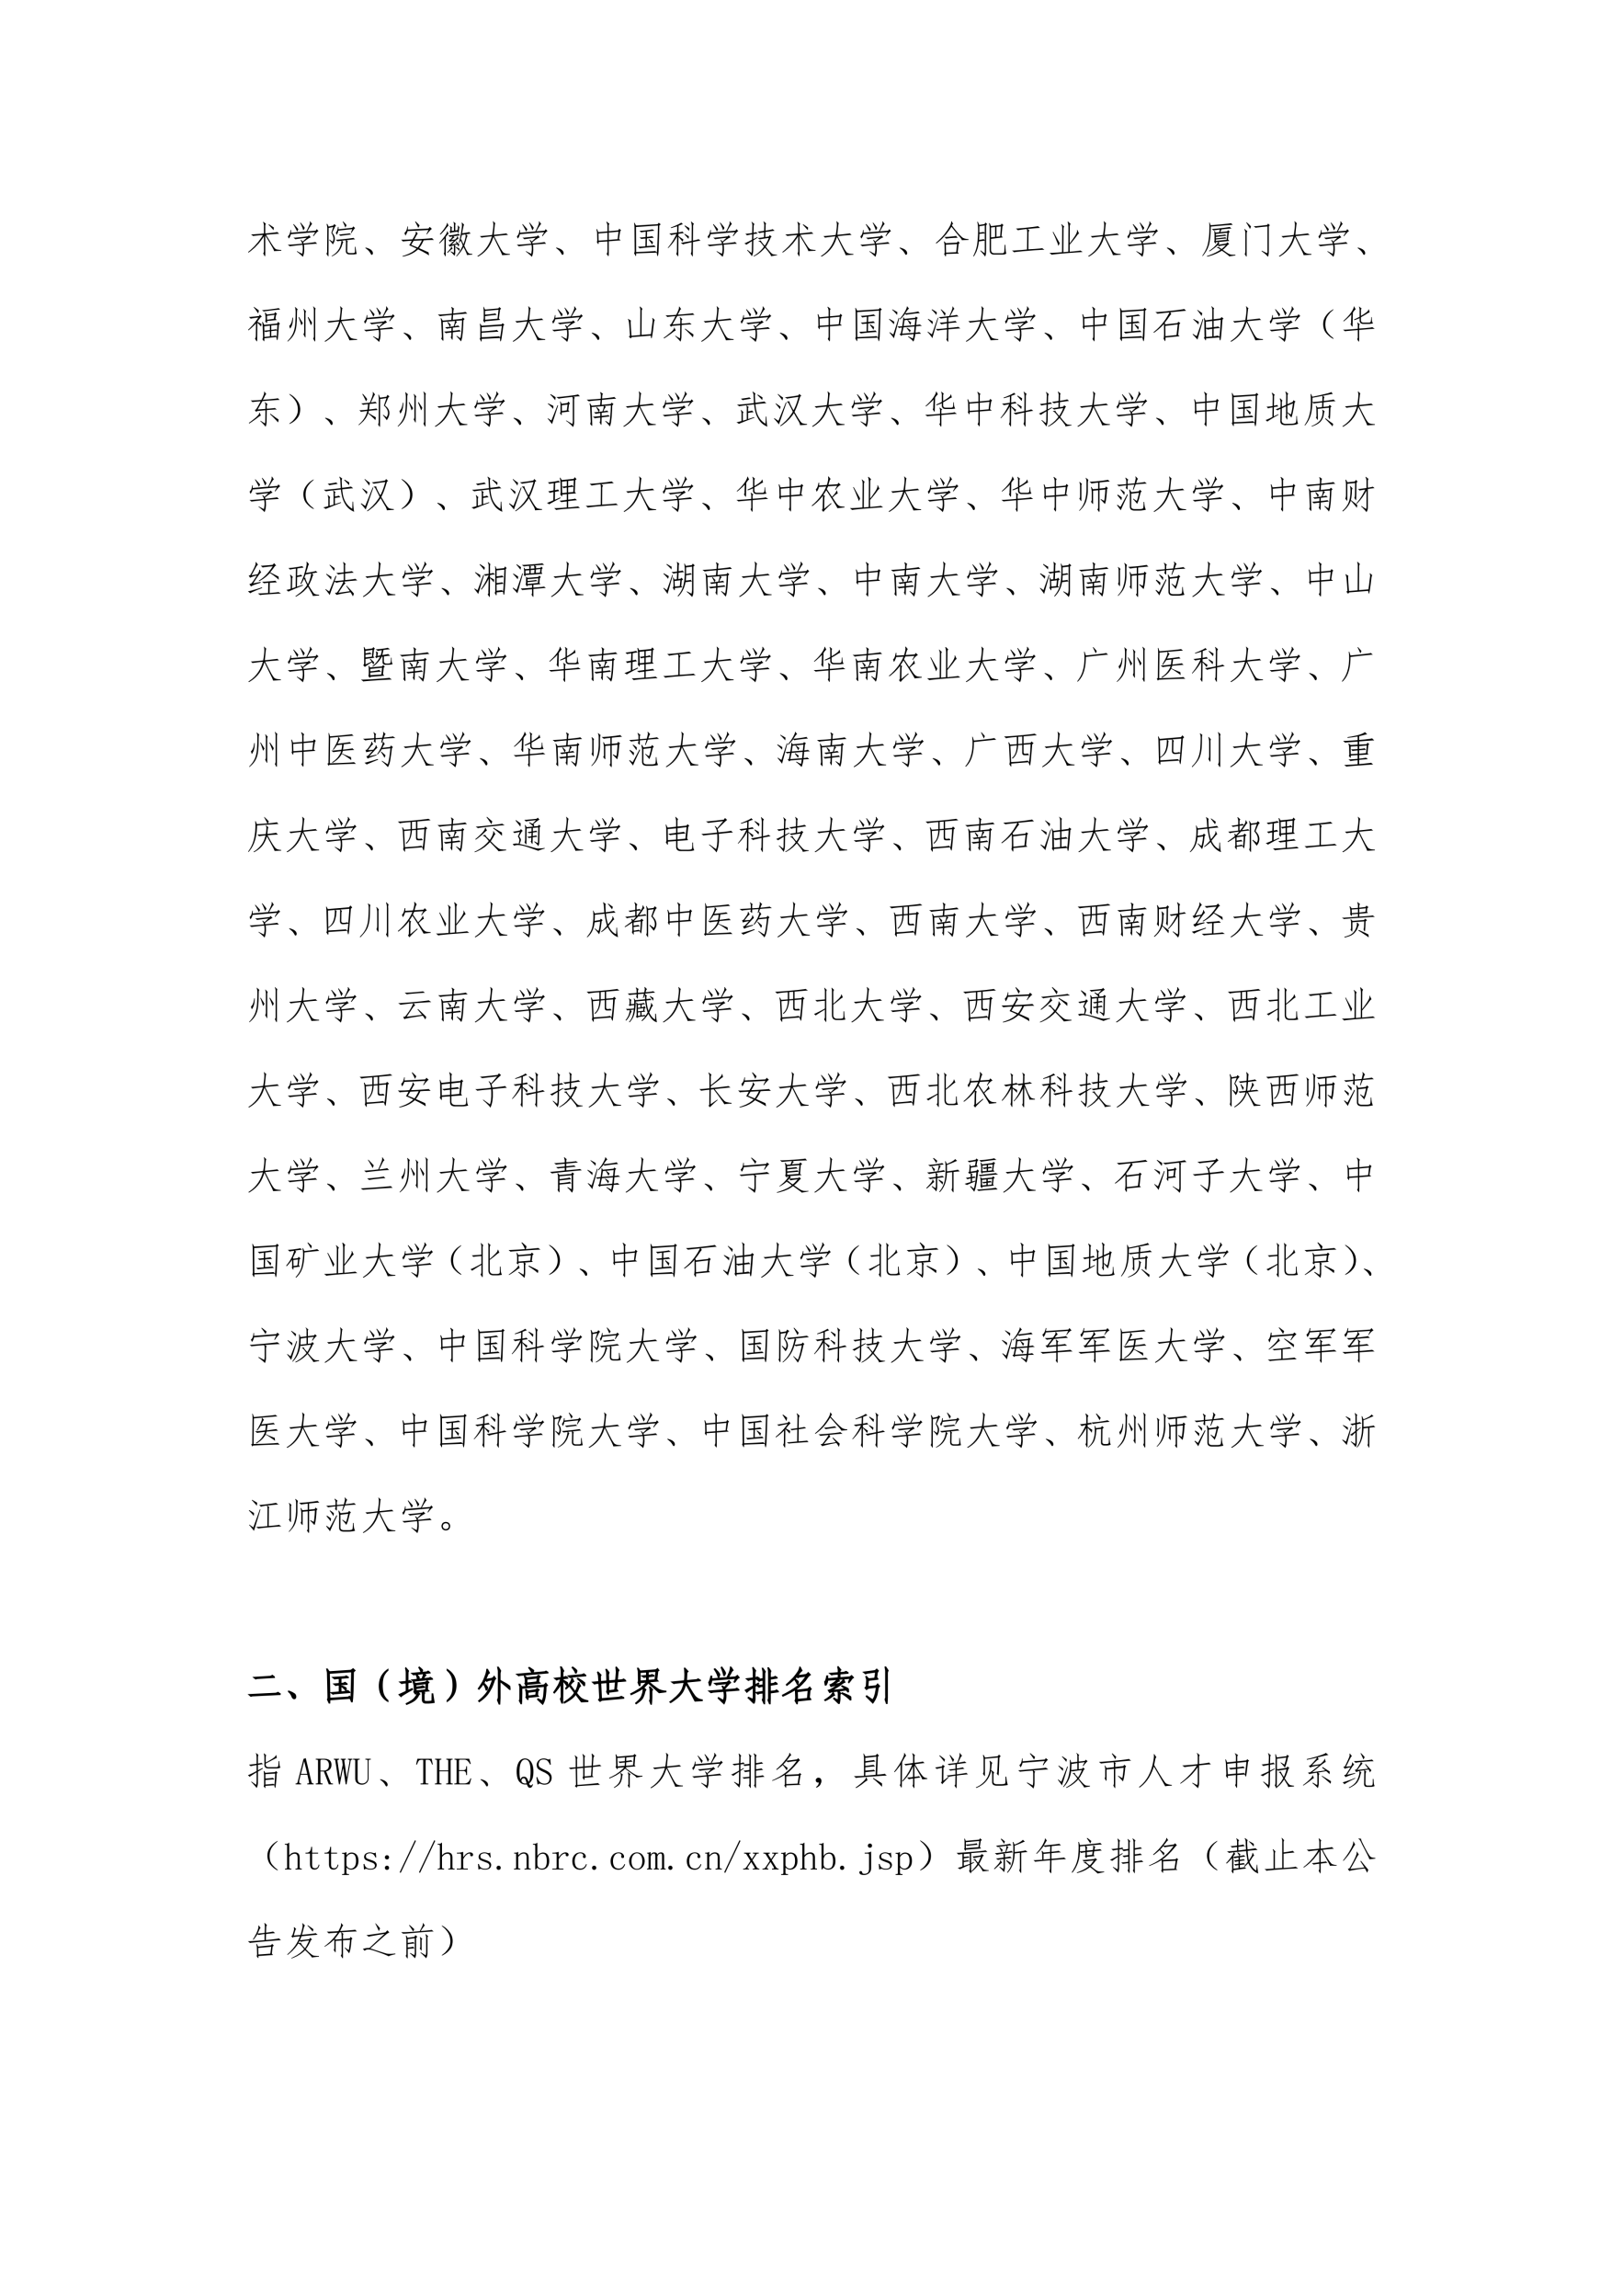 术学院、安徽大学、中国科学技术大学、合肥工业大学、厦门大学、
福州大学、南昌大学、山东大学、中国海洋大学、中国石油大学（华
东）、郑州大学、河南大学、武汉大学、华中科技大学、中国地质大
学（武汉）、武汉理工大学、华中农业大学、华中师范大学、中南财
经政法大学、湘潭大学、湖南大学、中南大学、湖南师范大学、中山
大学、暨南大学、华南理工大学、华南农业大学、广州医科大学、广
州中医药大学、华南师范大学、海南大学、广西大学、四川大学、重
庆大学、西南交通大学、电子科技大学、西南石油大学、成都理工大
学、四川农业大学、成都中医药大学、西南大学、西南财经大学、贵
州大学、云南大学、西藏大学、西北大学、西安交通大学、西北工业
大学、西安电子科技大学、长安大学、西北农林科技大学、陕西师范
大学、兰州大学、青海大学、宁夏大学、新疆大学、石河子大学、中
国矿业大学（北京）、中国石油大学（北京）、中国地质大学（北京）、
宁波大学、中国科学院大学、国防科技大学、海军军医大学、空军军
医大学、中国科学院大学、中国社会科学院大学、杭州师范大学、浙
江师范大学。
二、国（境）外高校世界大学排名索引
指 ARWU、THE、QS 世界大学排名，具体详见宁波市人才申报系统
（https://hrs.nbrc.com.cn/xxphb.jsp）最新年度排名（截止本公
告发布之前）